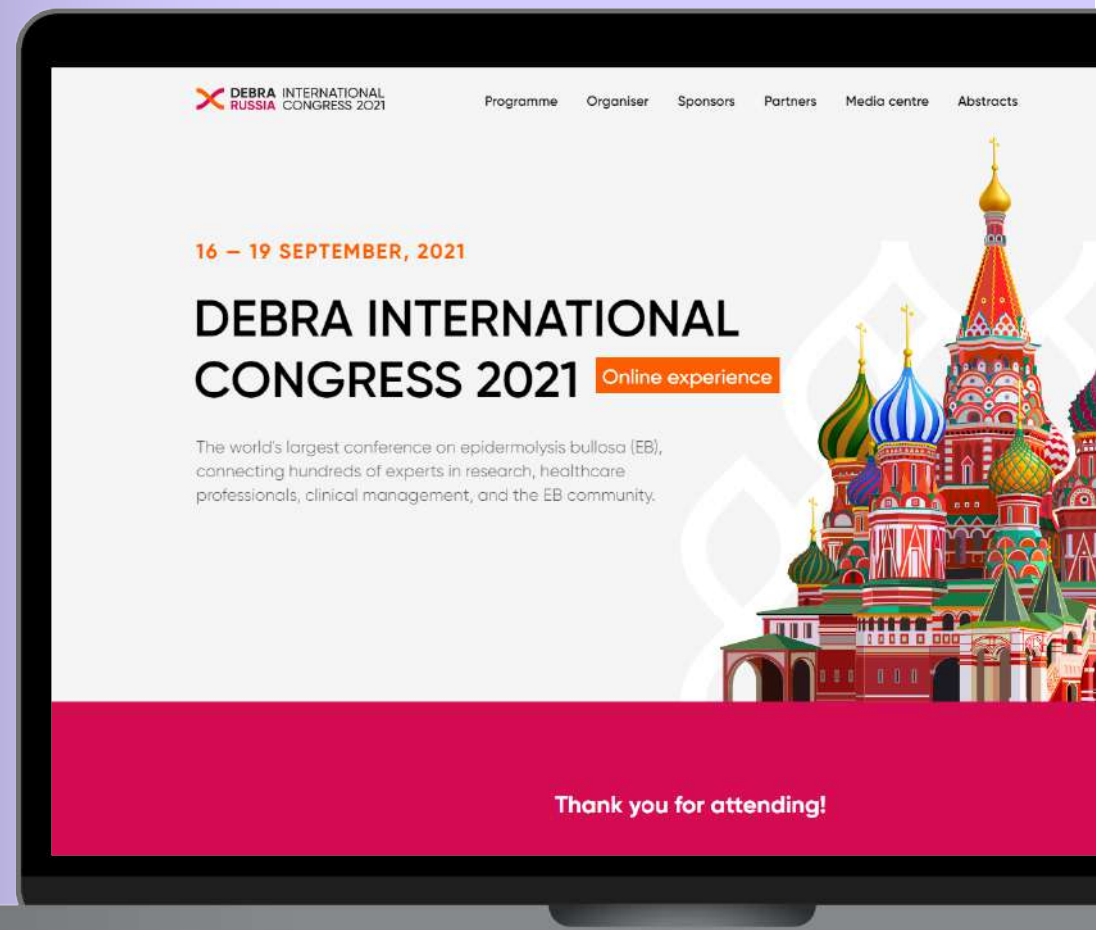 DEBRA INTERNATIONAL
RUSSIA CONGRESS 2021
Programme Organiser Sponsors Partners Media centre Abstracts
16 – 19 SEPTEMBER, 2021
DEBRA INTERNATIONAL
CONGRESS 2021 Online experience
The world's largest conference on epidermolysis bullosa (EB),
connecting hundreds of experts in research, healthcare
professionals, clinical management, and the EB community.
Thank you for attending!